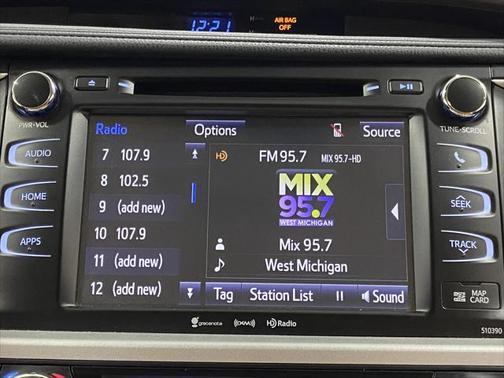 12:21
AIR BAG
OFF
PWR•VOL
TUNE•SCROLL
Radio
Options
Source
AUDIO
HOME
APPS
SEEK
TRACK
MAP
CARD
7 107.9
8 102.5
9 (add new)
10 107.9
11 (add new)
12 (add new)
HD
FM 95.7 MIX 95.7-HD
MIX
95.7
WEST MICHIGAN
Mix 95.7
West Michigan
Tag
Station List
Sound
gracenote
((XM))
HD Radio
510390